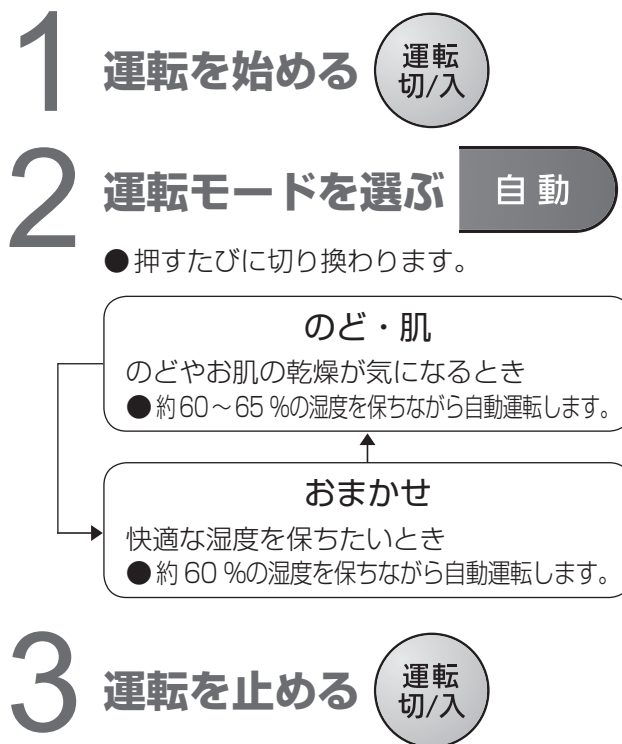 1 運転を始める 運転
切/入
2 運転モードを選ぶ 自動
●押すたびに切り換わります。
のど・肌
のどやお肌の乾燥が気になるとき
●約60～65 %の湿度を保ちながら自動運転します。
おまかせ
快適な湿度を保ちたいとき
●約 60 %の湿度を保ちながら自動運転します。
3 運転を止める 運転
切/入